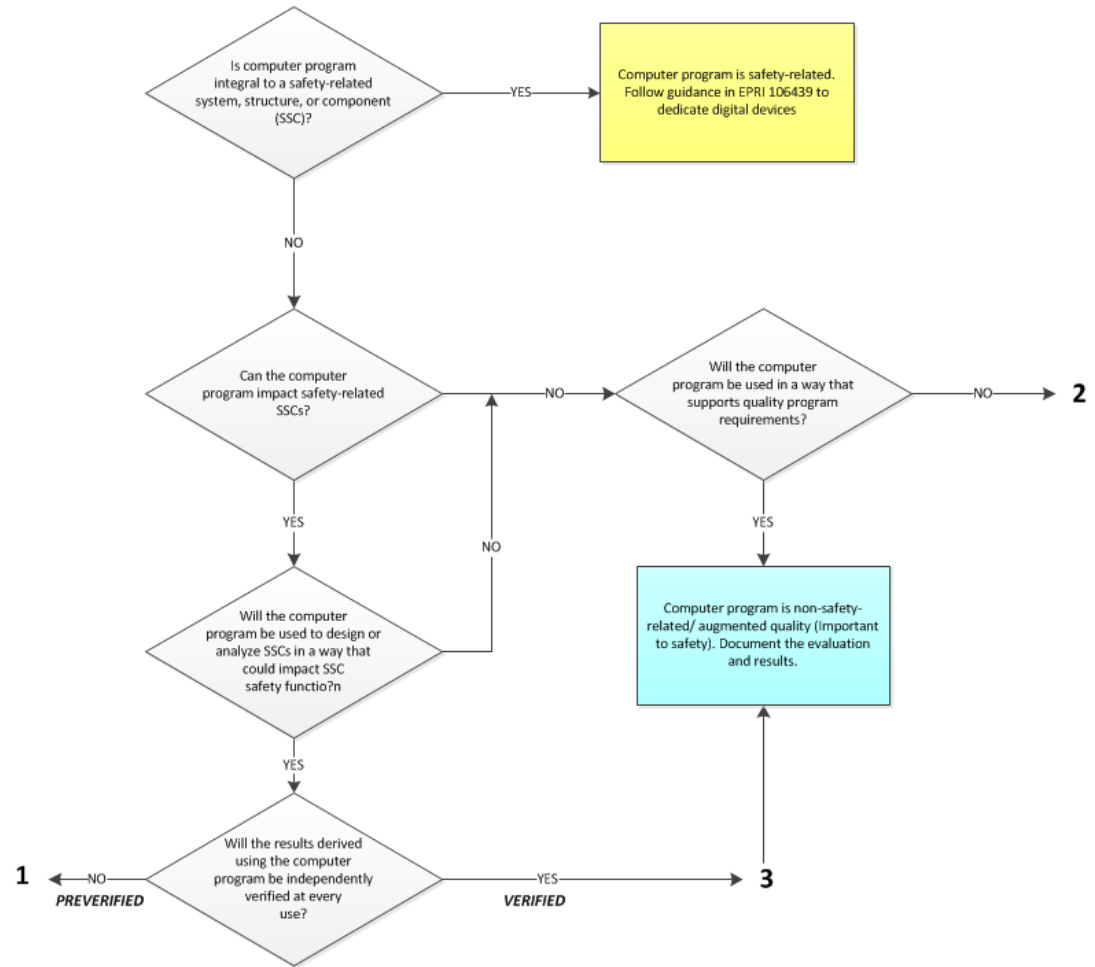 Is computer program
integral to a safety-related
system, structure, or component
(SSC)?
YES
Computer program is safety-related.
Follow guidance in EPRI 106439 to
dedicate digital devices
NO
Can the computer
program impact safety-related
SSCs?
NO
Will the computer
program be used in a way that
supports quality program
requirements?
NO
2
YES
NO
YES
Will the computer
program be used to design or
analyze SSCs in a way that
could impact SSC
safety functio?n
Computer program is non-safety-
related/ augmented quality (Important
to safety). Document the evaluation
and results.
YES
Will the results derived
using the computer
program be independently
verified at every
use?
1
NO
PREVERIFIED
YES
VERIFIED
3